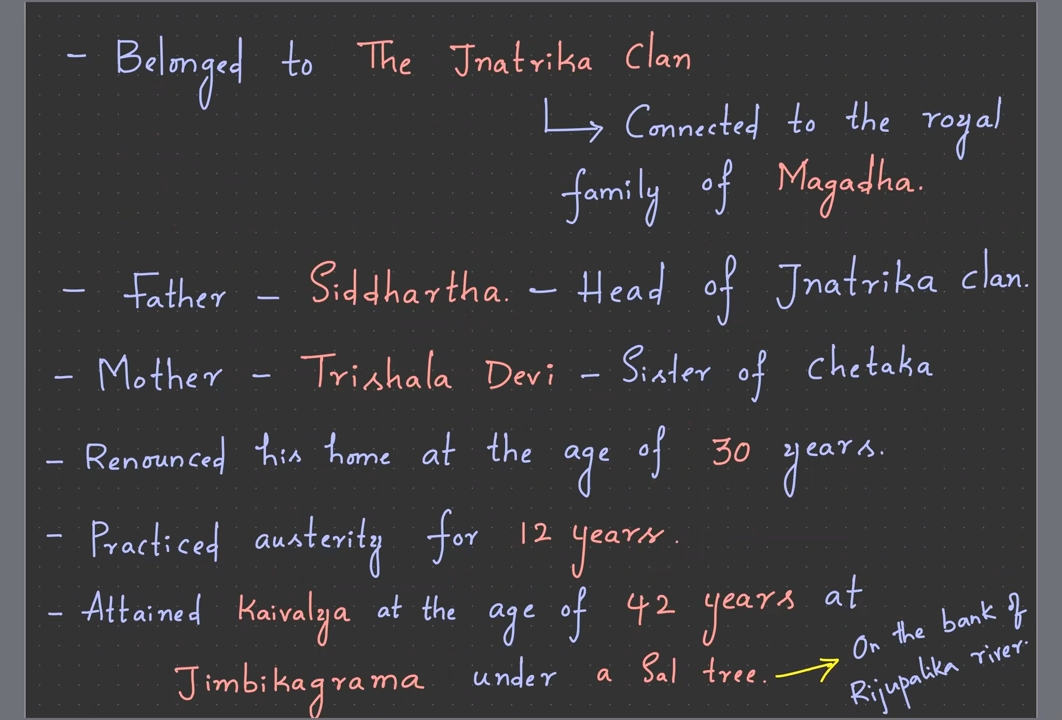 - Belonged to The Jnatrika Clan
↳ Connected to the royal
family of Magadha.
- Father - Siddhartha. - Head of Jnatrika clan.
- Mother - Trishala Devi - Sister of Chetaka
- Renounced his home at the age of 30 years.
- Practiced austerity for 12 years.
- Attained Kaivalya at the age of 42 years at
Jimbikagrama under a Sal tree. →
On the bank of
Rijupalika river.